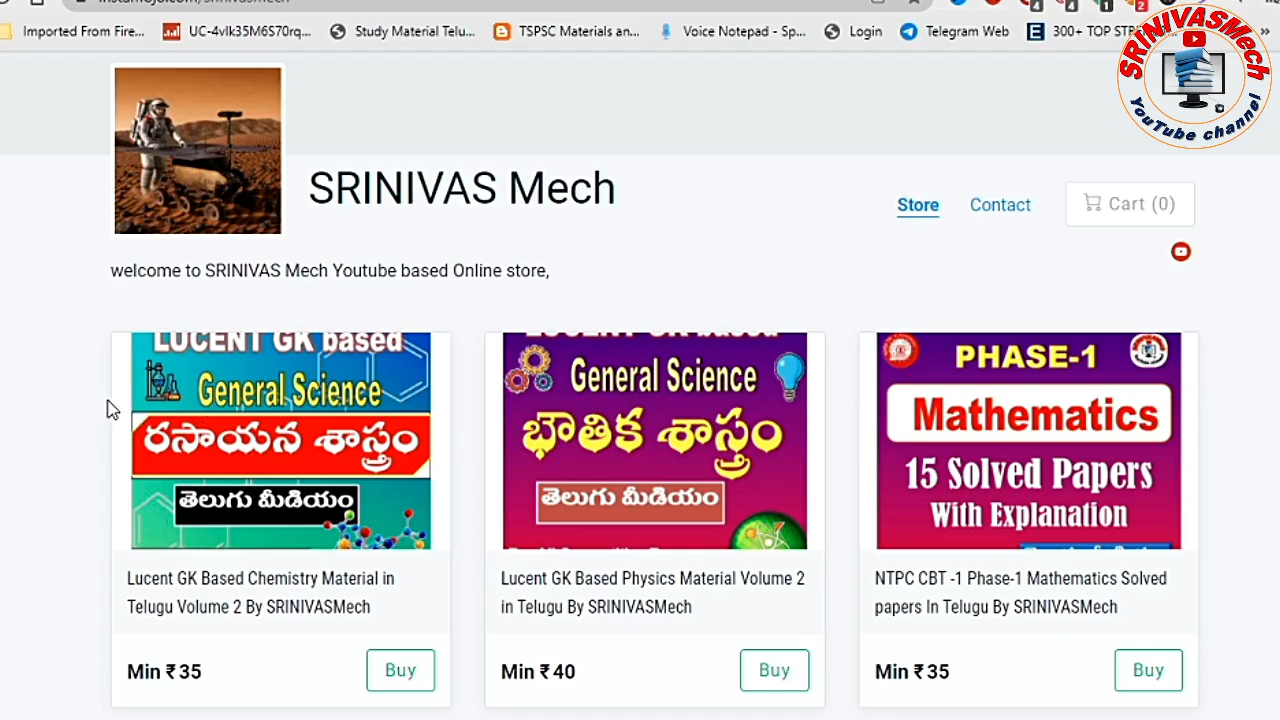 Imported From Fire...
UC-4vlk35M6S70rq...
Study Material Telu...
TSPSC Materials an...
Voice Notepad - Sp...
Login
Telegram Web
300+ TOP
SRINIVASMech
YouTube channel
SRINIVAS Mech
Store
Contact
Cart (0)
welcome to SRINIVAS Mech Youtube based Online store,
LUCENT GK based
General Science
రసాయన శాస్త్రం
తెలుగు మీడియం
LUCENT GK based
General Science
భౌతిక శాస్త్రం
తెలుగు మీడియం
PHASE-1
Mathematics
15 Solved Papers
With Explanation
Lucent GK Based Chemistry Material in
Telugu Volume 2 By SRINIVASMech
Lucent GK Based Physics Material Volume 2
in Telugu By SRINIVASMech
NTPC CBT -1 Phase-1 Mathematics Solved
papers In Telugu By SRINIVASMech
Min ₹ 35
Buy
Min ₹ 40
Buy
Min ₹ 35
Buy